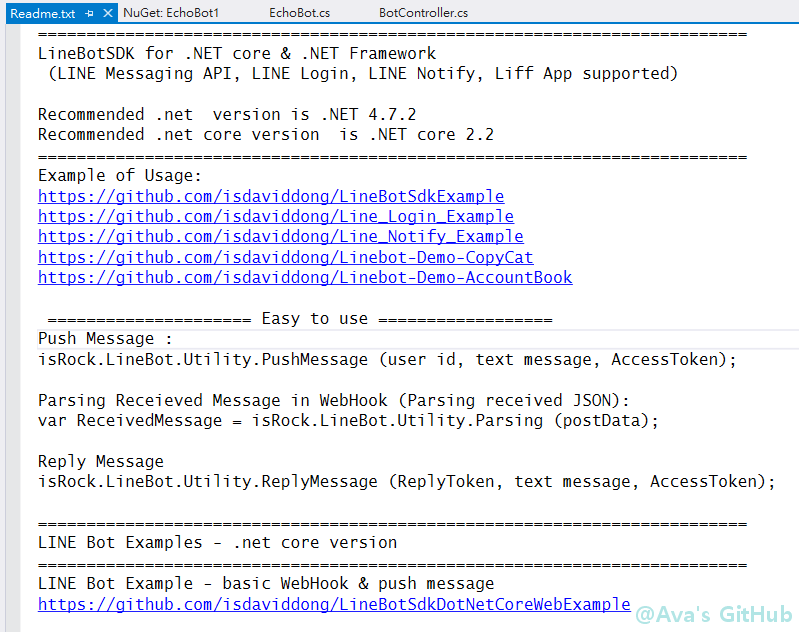 Readme.txt NuGet: EchoBot1 EchoBot.cs BotController.cs
=========================================================================
LineBotSDK for .NET core & .NET Framework
(LINE Messaging API, LINE Login, LINE Notify, Liff App supported)
Recommended .net  version is .NET 4.7.2
Recommended .net core version  is .NET core 2.2
=========================================================================
Example of Usage:
https://github.com/isdaviddong/LineBotSdkExample
https://github.com/isdaviddong/Line_Login_Example
https://github.com/isdaviddong/Line_Notify_Example
https://github.com/isdaviddong/Linebot-Demo-CopyCat
https://github.com/isdaviddong/Linebot-Demo-AccountBook
===================== Easy to use ==================
Push Message :
isRock.LineBot.Utility.PushMessage (user id, text message, AccessToken);
Parsing Receieved Message in WebHook (Parsing received JSON):
var ReceivedMessage = isRock.LineBot.Utility.Parsing (postData);
Reply Message
isRock.LineBot.Utility.ReplyMessage (ReplyToken, text message, AccessToken);
=========================================================================
LINE Bot Examples - .net core version
=========================================================================
LINE Bot Example - basic WebHook & push message
https://github.com/isdaviddong/LineBotSdkDotNetCoreWebExample
@Ava's GitHub